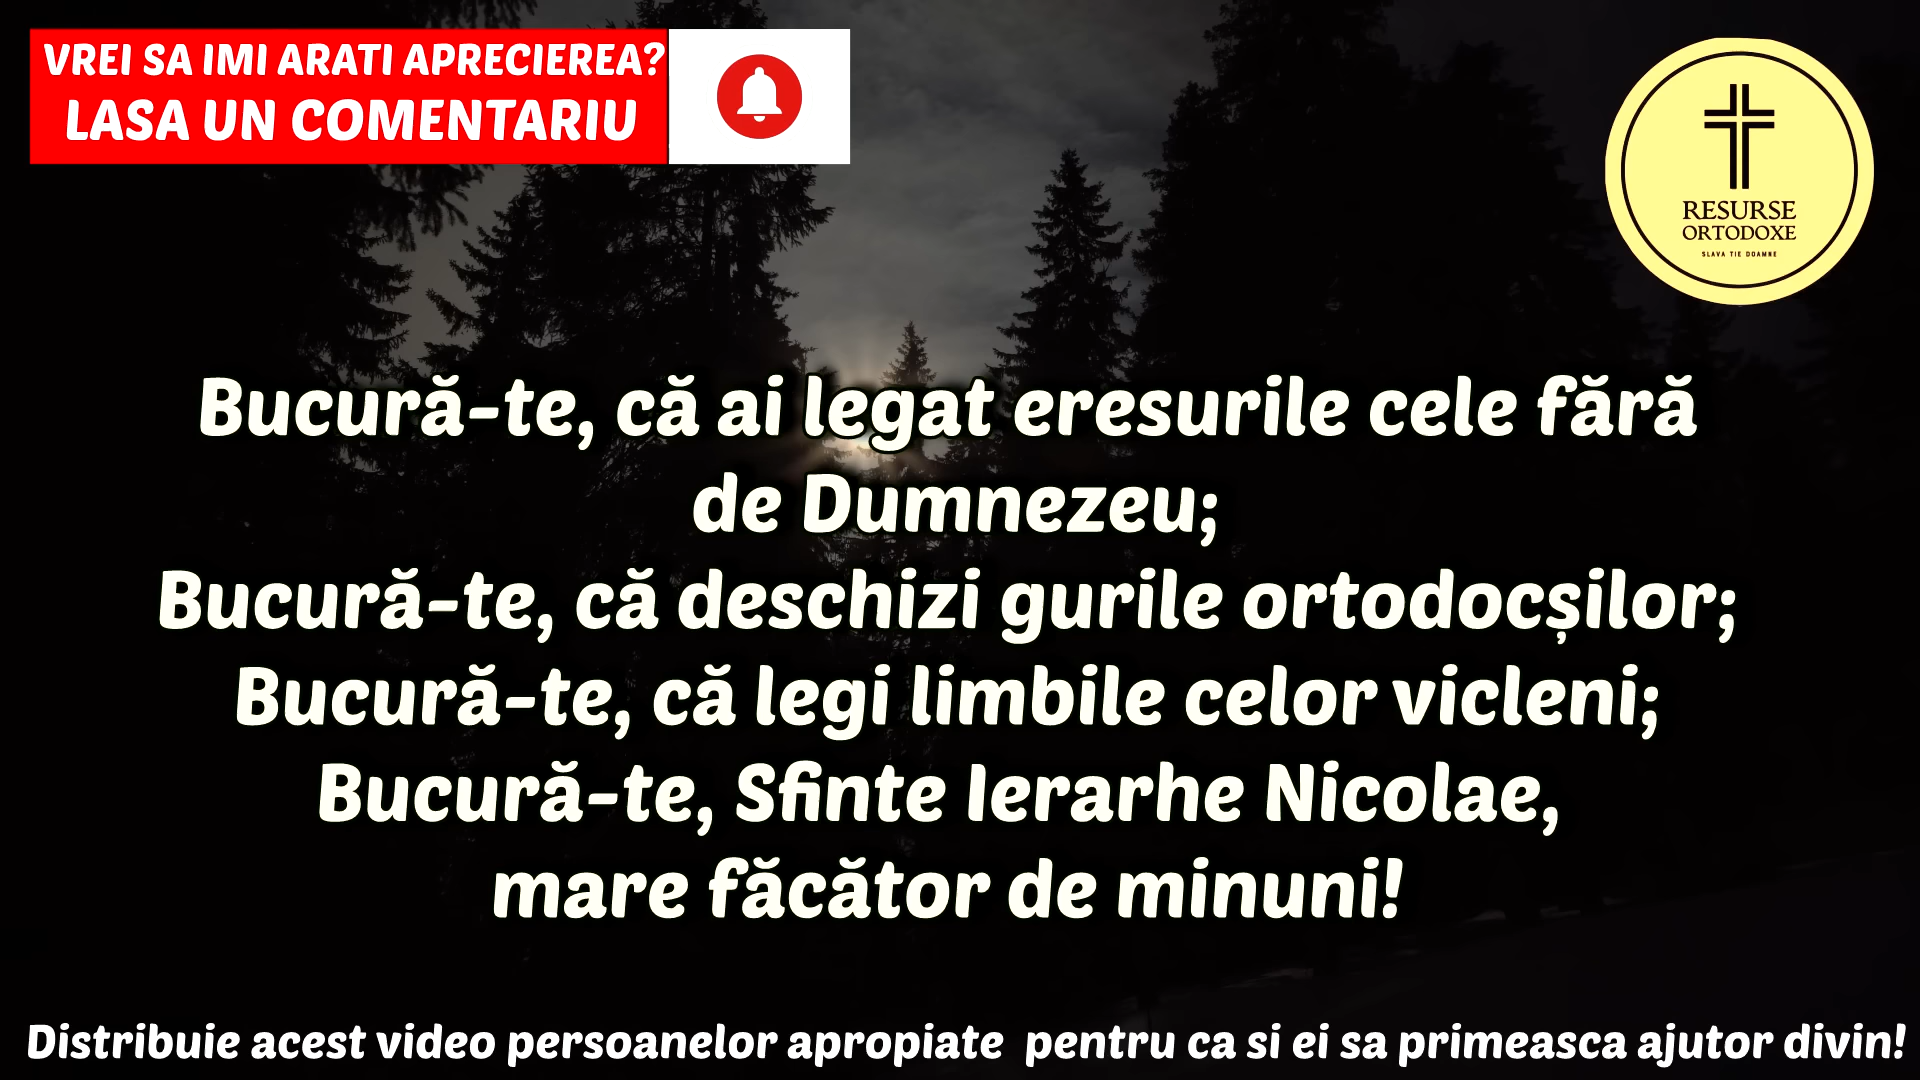 VREI SA IMI ARATI APRECIEREA?
LASA UN COMENTARIU
RESURSE
ORTODOXE
SLAVA TIE DOAMNE
Bucură-te, că ai legat eresurile cele fără
de Dumnezeu;
Bucură-te, că deschizi gurile ortodocșilor;
Bucură-te, că legi limbile celor vicleni;
Bucură-te, Sfinte Ierarhe Nicolae,
mare făcător de minuni!
Distribuie acest video persoanelor apropiate pentru ca si ei sa primeasca ajutor divin!